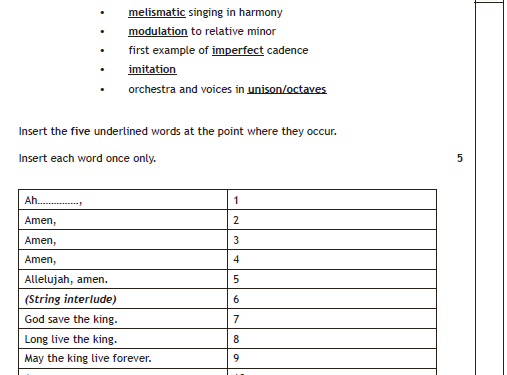 • melismatic singing in harmony
• modulation to relative minor
• first example of imperfect cadence
• imitation
• orchestra and voices in unison/octaves
Insert the five underlined words at the point where they occur.
Insert each word once only. 5
Ah……………, 1
Amen, 2
Amen, 3
Amen, 4
Allelujah, amen. 5
(String interlude) 6
God save the king. 7
Long live the king. 8
May the king live forever. 9